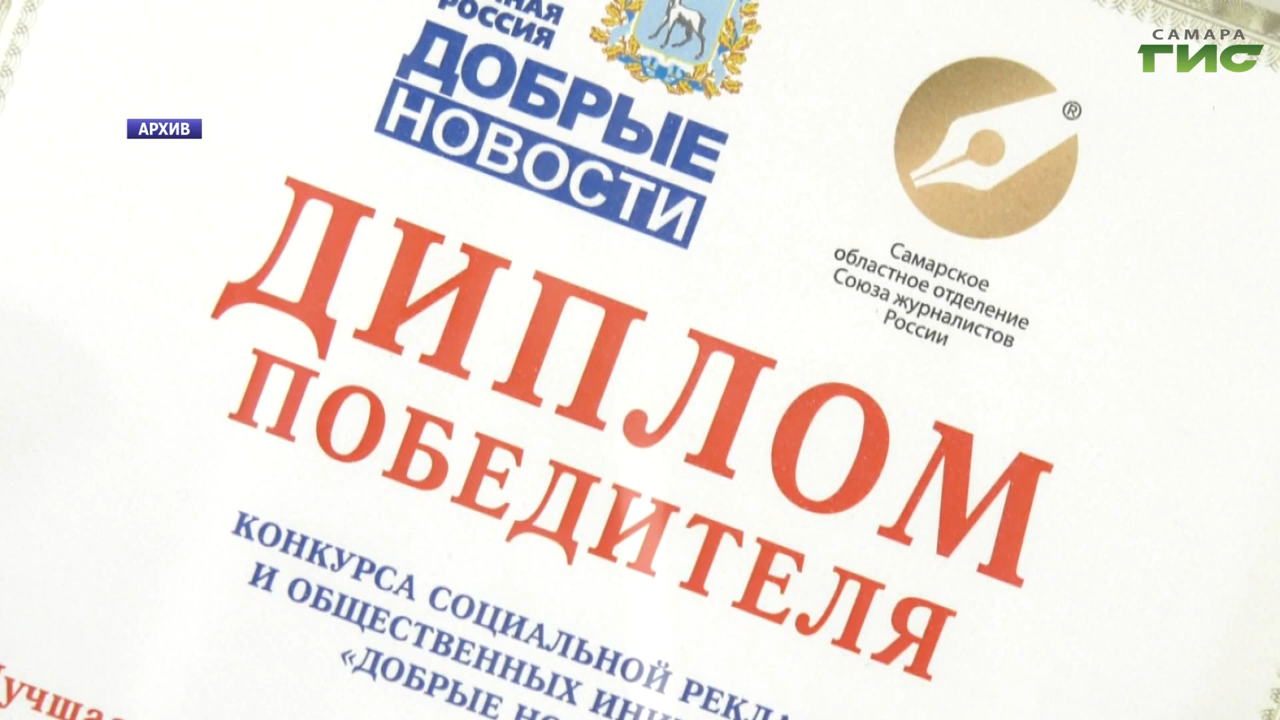 РОССИЯ
ДОБРЫЕ
НОВОСТИ
САМАРА
ГИС
АРХИВ
®
Самарское
областное отделение
Союза журналистов
России
ДИПЛОМ
ПОБЕДИТЕЛЯ
КОНКУРСА СОЦИАЛЬНОЙ
И ОБЩЕСТВЕННЫХ
«ДОБРЫЕ